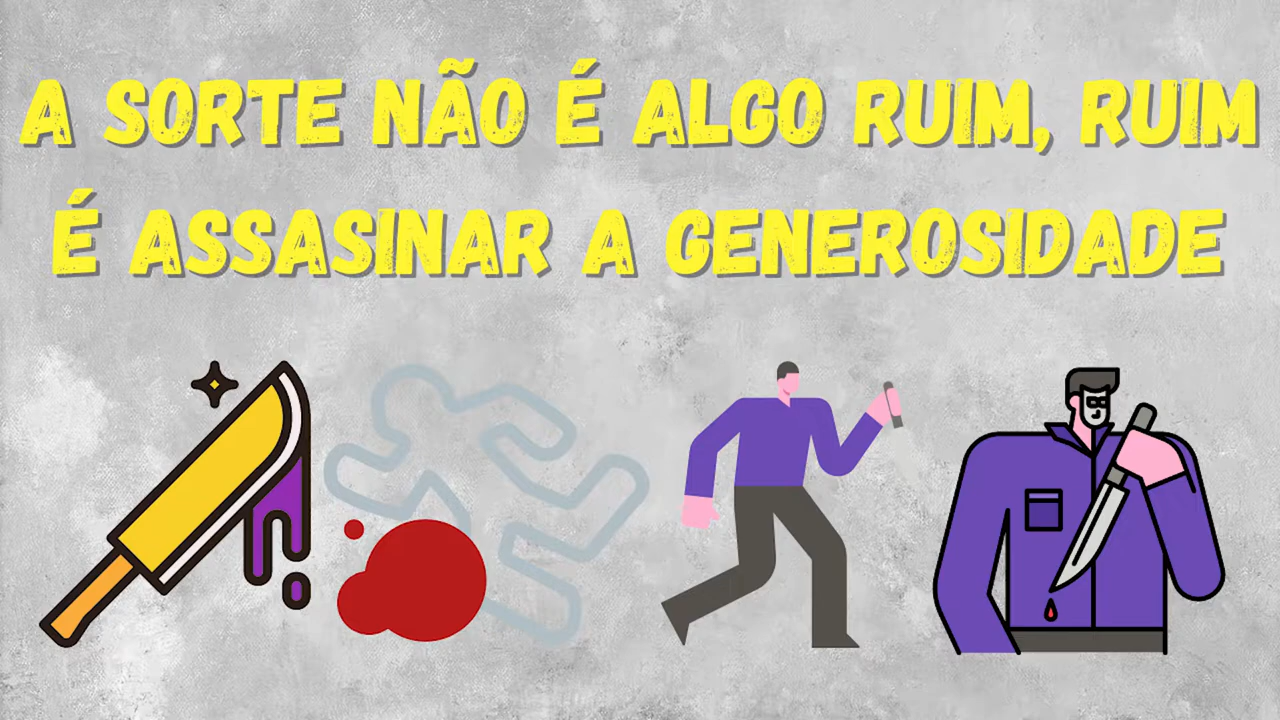 A SORTE NÃO É ALGO RUIM, RUIM
É ASSASINAR A GENEROSIDADE